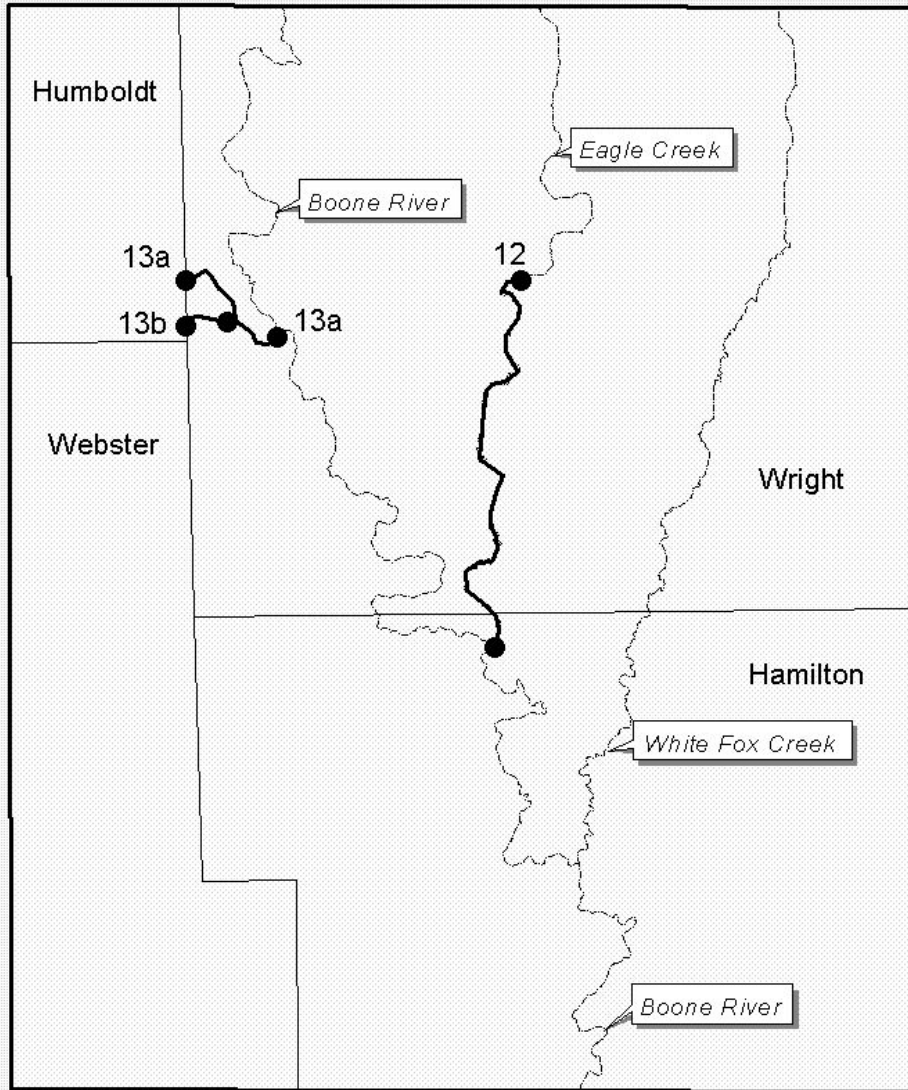 Humboldt
Eagle Creek
Boone River
13a
12
13b
13a
Webster
Wright
Hamilton
White Fox Creek
Boone River